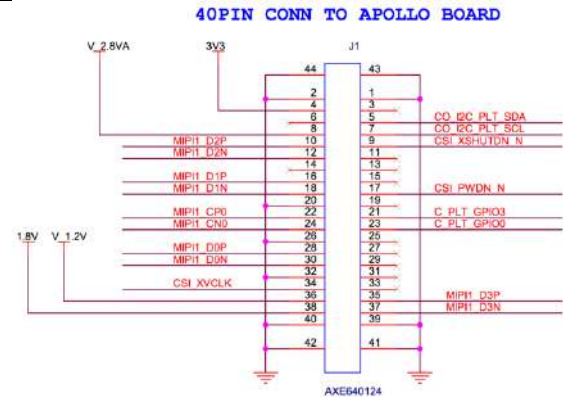 40PIN CONN TO APOLLO BOARD
V_2.8VA 3V3 J1
44 43
2 1
4 3
6 5 CO_I2C_PLT_SDA
8 7 CO_I2C_PLT_SCL
MIPI1_D2P 10 9 CSI_XSHUTDN_N
MIPI1_D2N 12 11
14 13
MIPI1_D1P 16 15
MIPI1_D1N 18 17 CSI_PWDN_N
20 19
MIPI1_CP0 22 21 C_PLT_GPIO3
MIPI1_CN0 24 23 C_PLT_GPIO0
1.8V V_1.2V 26 25
MIPI1_D0P 28 27
MIPI1_D0N 30 29
32 31
CSI_XVCLK 34 33
36 35 MIPI1_D3P
38 37 MIPI1_D3N
40 39
42 41
AXE640124